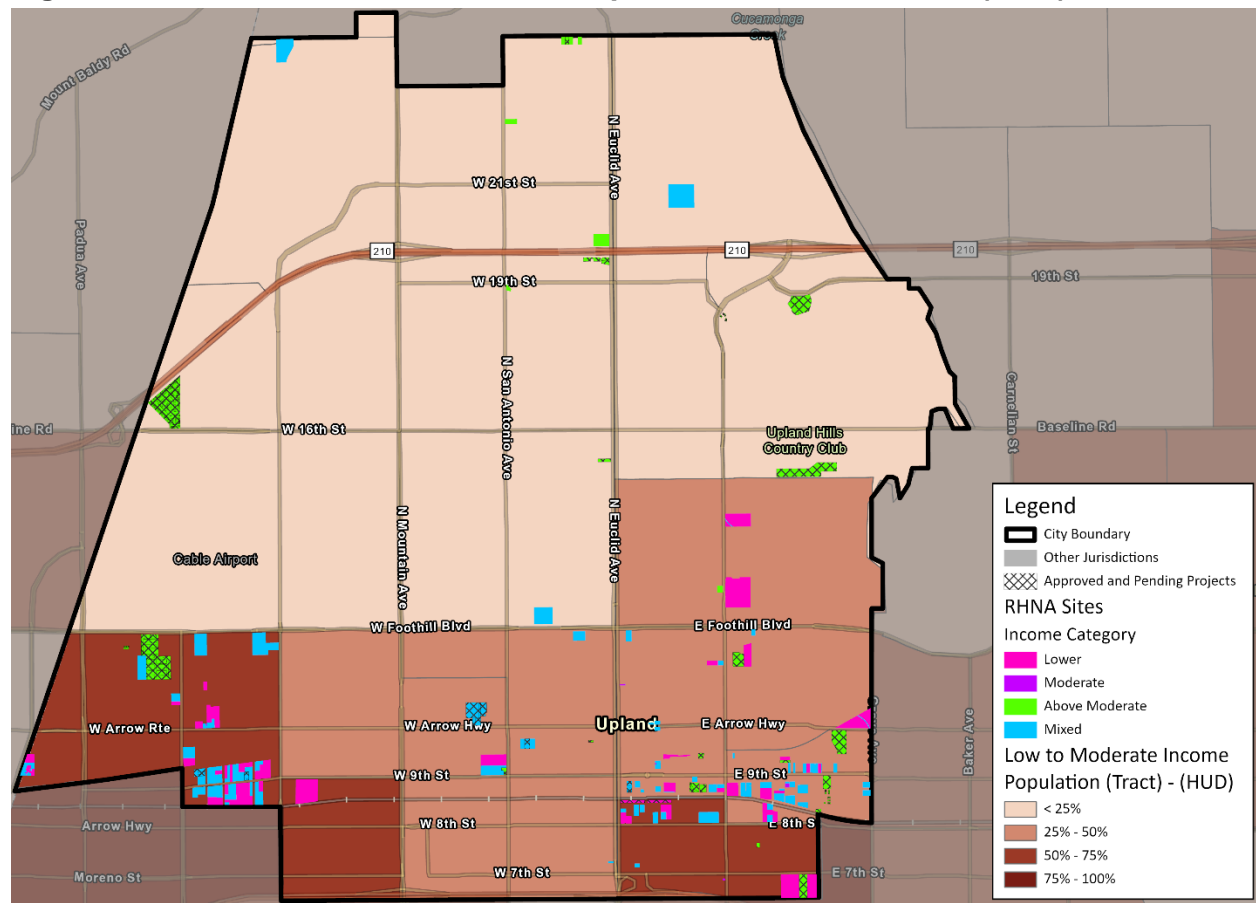 Cucamonga
Creek
Mount Baldy Rd
N Euclid Ave
W 21st St
Padua Ave
210
210
210
W 19th St
19th St
N San Antonio Ave
Carnelian St
ine Rd
W 16th St
Upland Hills
Country Club
Baseline Rd
N Mountain Ave
N Euclid Ave
Cable Airport
W Foothill Blvd
E Foothill Blvd
W Arrow Rte
W Arrow Hwy
Upland
E Arrow Hwy
Baker Ave
W 9th St
E 9th St
Arrow Hwy
W 8th St
E 8th S
Moreno St
W 7th St
E 7th St
Legend
City Boundary
Other Jurisdictions
Approved and Pending Projects
RHNA Sites
Income Category
Lower
Moderate
Above Moderate
Mixed
Low to Moderate Income
Population (Tract) - (HUD)
< 25%
25% - 50%
50% - 75%
75% - 100%